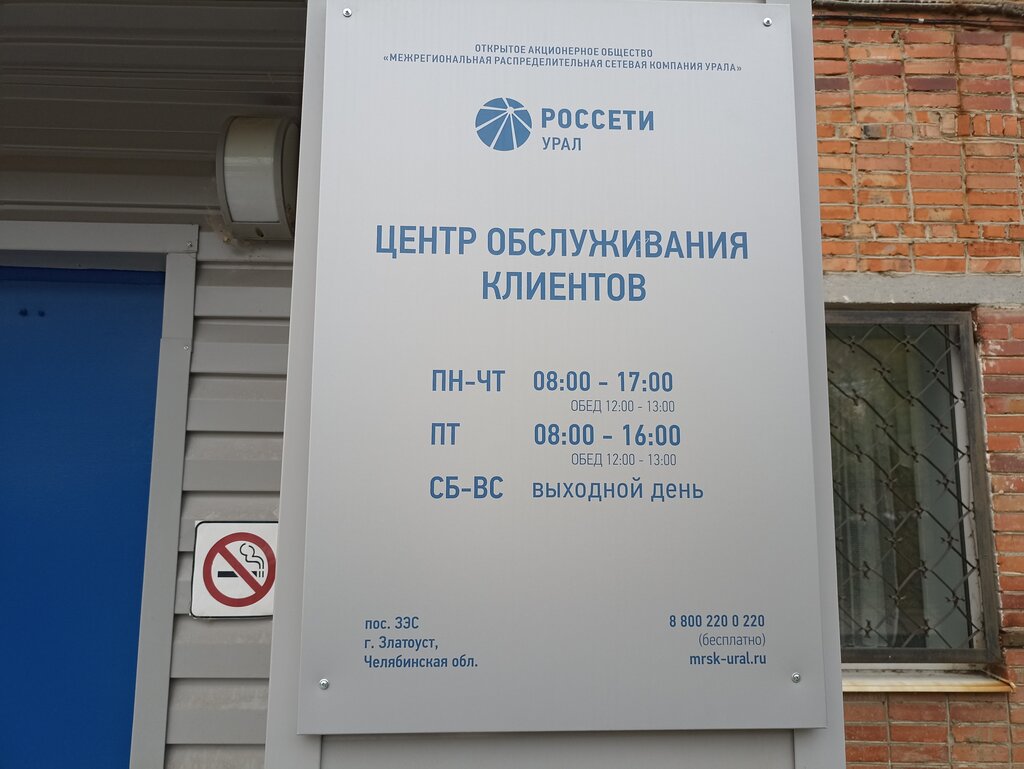 ОТКРЫТОЕ АКЦИОНЕРНОЕ ОБЩЕСТВО
«МЕЖРЕГИОНАЛЬНАЯ РАСПРЕДЕЛИТЕЛЬНАЯ СЕТЕВАЯ КОМПАНИЯ УРАЛА»
РОССЕТИ
УРАЛ
ЦЕНТР ОБСЛУЖИВАНИЯ
КЛИЕНТОВ
ПН-ЧТ 08:00 - 17:00
ОБЕД 12:00 - 13:00
ПТ 08:00 - 16:00
ОБЕД 12:00 - 13:00
СБ-ВС выходной день
пос. ЗЭС
г. Златоуст,
Челябинская обл.
8 800 220 0 220
(бесплатно)
mrsk-ural.ru